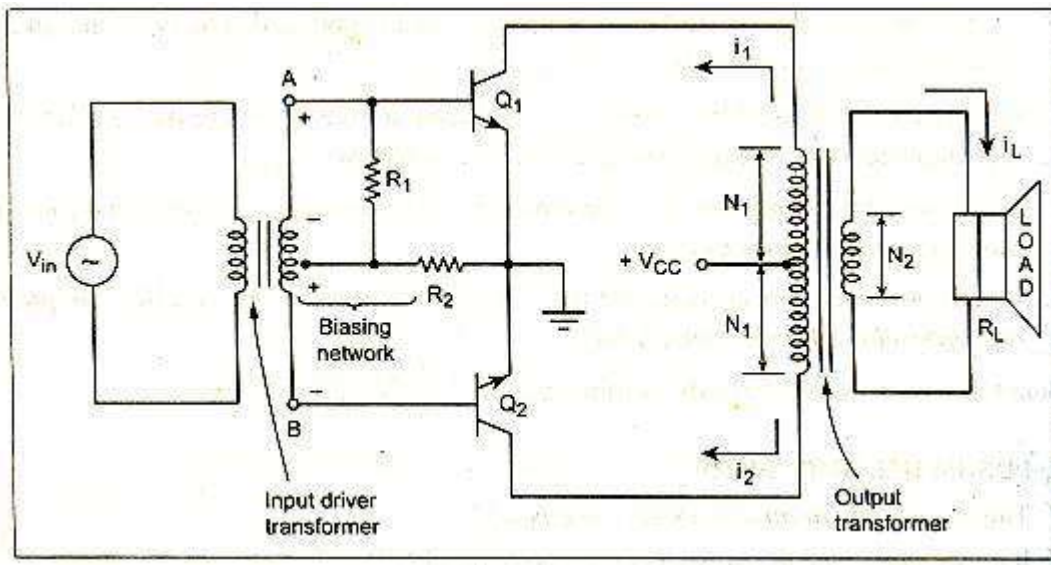 i1
A
+
Q1
iL
R1
N1
−
Vin
~
+ VCC
N2
LOAD
+
R2
Biasing
network
N1
RL
−
B
Q2
i2
Input driver
transformer
Output
transformer